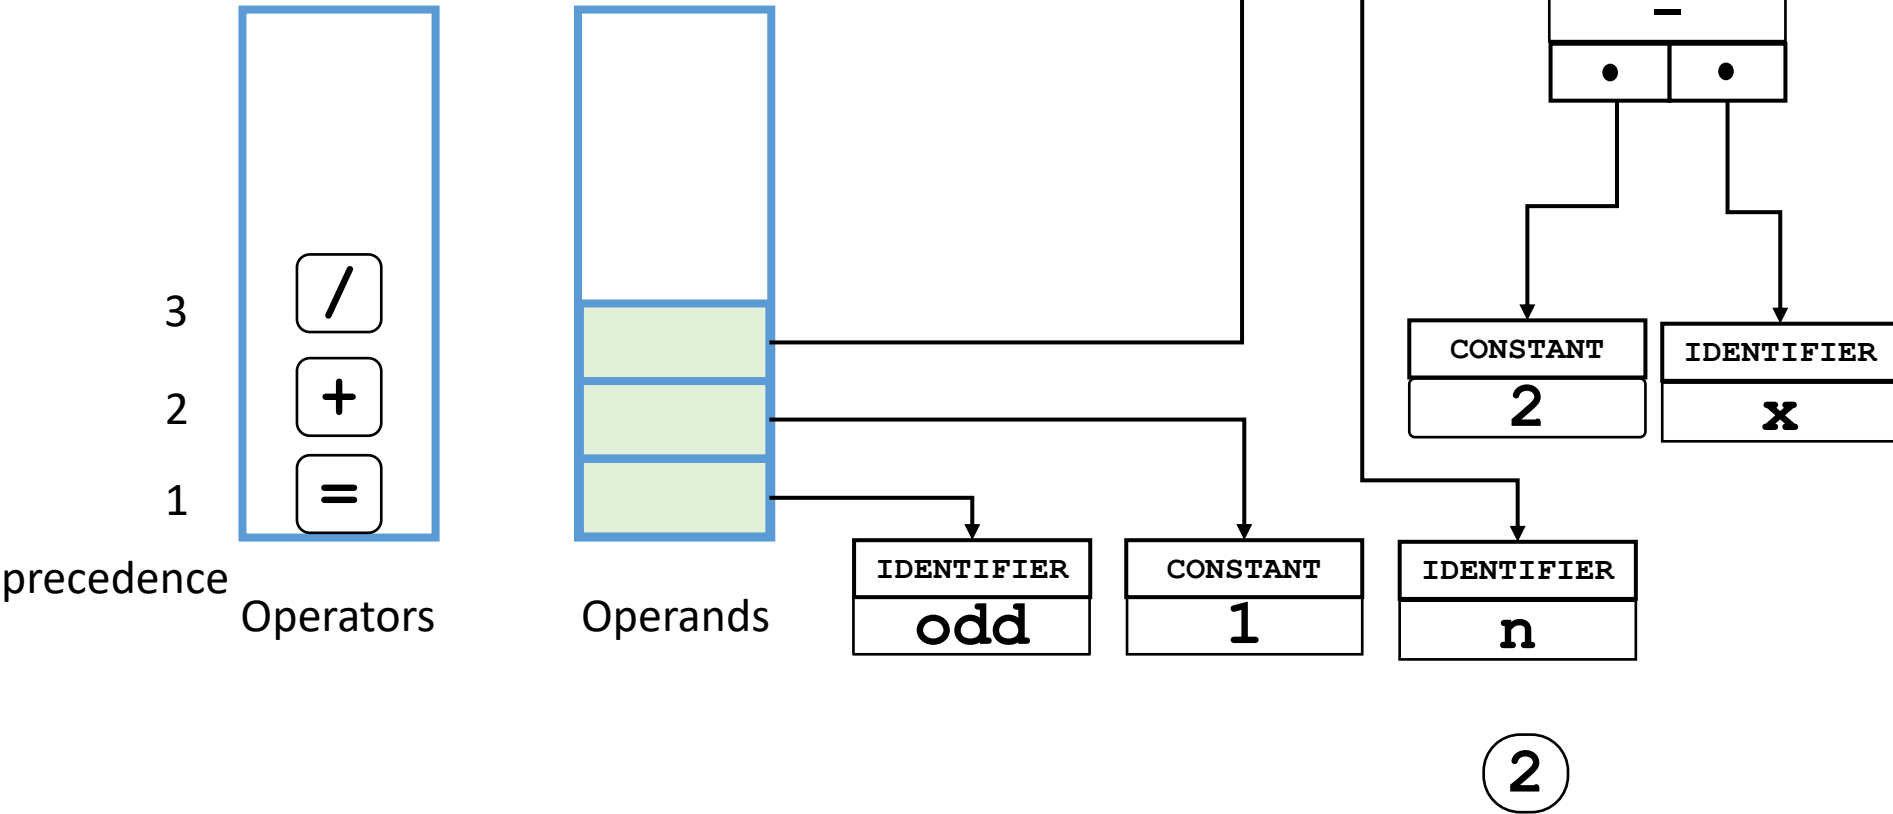 −
• •
3 /
2 +
1 =
precedence
Operators
Operands
CONSTANT
2
IDENTIFIER
x
IDENTIFIER
odd
CONSTANT
1
IDENTIFIER
n
2